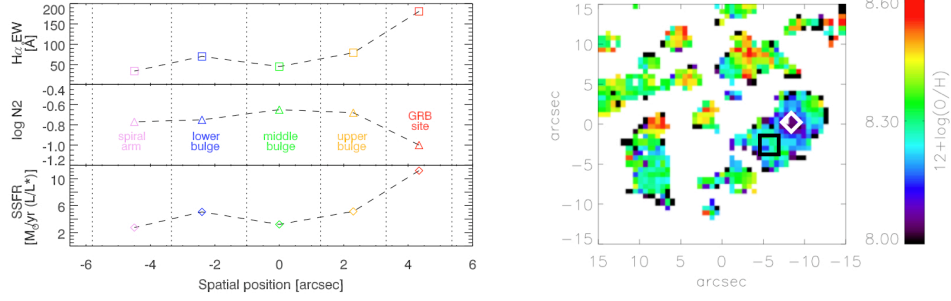 Hα EW
[Å]
200
150
100
50
log N2
-0.4
-0.6
-0.8
-1.0
-1.2
spiral
arm
lower
bulge
middle
bulge
upper
bulge
GRB
site
SSFR
[M☉yr (L/L*)]
10
6
2
-6
-4
-2
0
2
4
6
Spatial position [arcsec]
arcsec
15
10
5
0
-5
-10
-15
15
10
5
0
-5
-10
-15
arcsec
8.60
8.30
8.00
12+log(O/H)